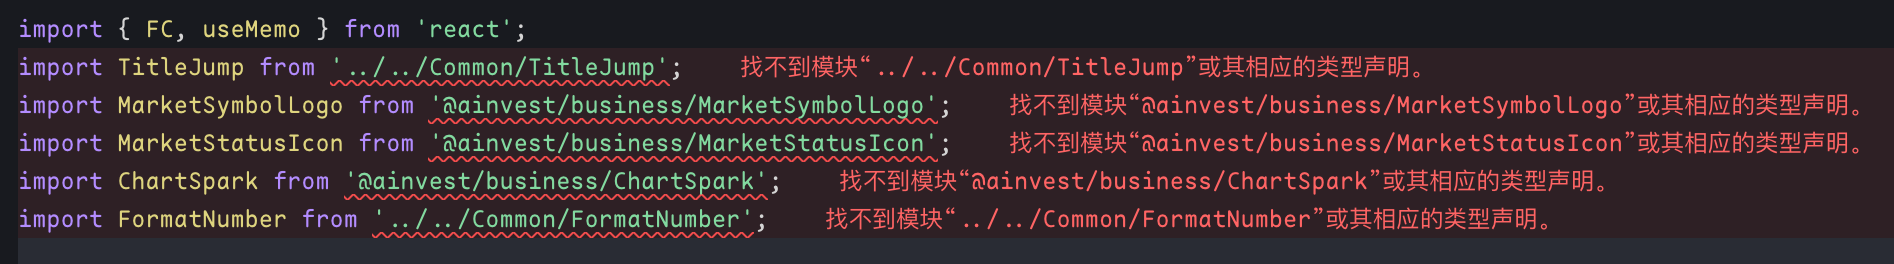 import { FC, useMemo } from 'react';
import TitleJump from '../../Common/TitleJump'; 找不到模块“../../Common/TitleJump”或其相应的类型声明。
import MarketSymbolLogo from '@ainvest/business/MarketSymbolLogo'; 找不到模块“@ainvest/business/MarketSymbolLogo”或其相应的类型声明。
import MarketStatusIcon from '@ainvest/business/MarketStatusIcon'; 找不到模块“@ainvest/business/MarketStatusIcon”或其相应的类型声明。
import ChartSpark from '@ainvest/business/ChartSpark'; 找不到模块“@ainvest/business/ChartSpark”或其相应的类型声明。
import FormatNumber from '../../Common/FormatNumber'; 找不到模块“../../Common/FormatNumber”或其相应的类型声明。